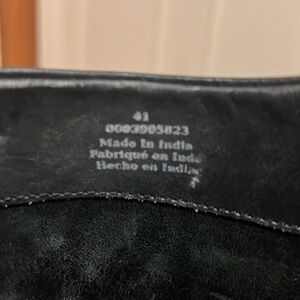 41
0003905823
Made in India
Fabriqué en Inde
Hecho en India